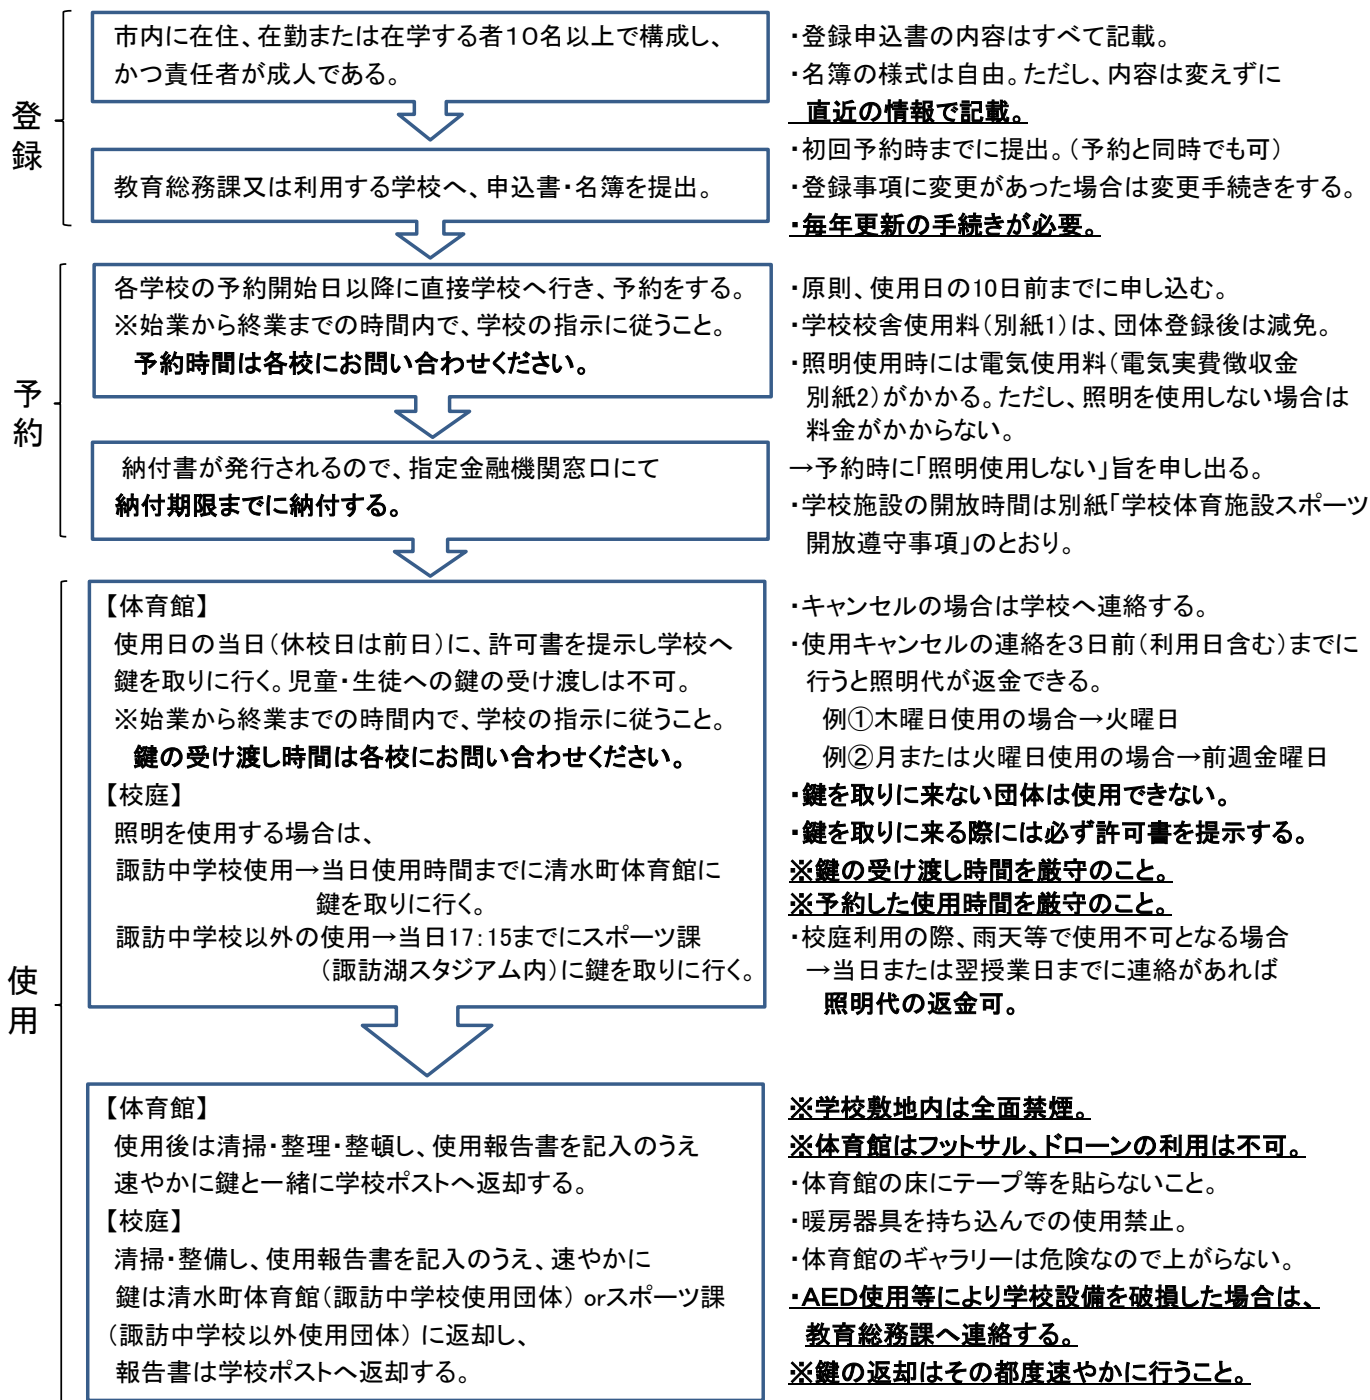 登録
市内に在住、在勤または在学する者10名以上で構成し、
かつ責任者が成人である。
教育総務課又は利用する学校へ、申込書・名簿を提出。
・登録申込書の内容はすべて記載。
・名簿の様式は自由。ただし、内容は変えずに
直近の情報で記載。
・初回予約時までに提出。（予約と同時でも可）
・登録事項に変更があった場合は変更手続きをする。
・毎年更新の手続きが必要。
予約
各学校の予約開始日以降に直接学校へ行き、予約をする。
※始業から終業までの時間内で、学校の指示に従うこと。
予約時間は各校にお問い合わせください。
納付書が発行されるので、指定金融機関窓口にて
納付期限までに納付する。
・原則、使用日の10日前までに申し込む。
・学校校舎使用料（別紙1）は、団体登録後は減免。
・照明使用時には電気使用料（電気実費徴収金
別紙2）がかかる。ただし、照明を使用しない場合は
料金がかからない。
→予約時に「照明使用しない」旨を申し出る。
・学校施設の開放時間は別紙「学校体育施設スポーツ
開放遵守事項」のとおり。
使用
【体育館】
使用日の当日（休校日は前日）に、許可書を提示し学校へ
鍵を取りに行く。児童・生徒への鍵の受け渡しは不可。
※始業から終業までの時間内で、学校の指示に従うこと。
鍵の受け渡し時間は各校にお問い合わせください。
【校庭】
照明を使用する場合は、
諏訪中学校使用→当日使用時間までに清水町体育館に
鍵を取りに行く。
諏訪中学校以外の使用→当日17:15までにスポーツ課
（諏訪湖スタジアム内）に鍵を取りに行く。
・キャンセルの場合は学校へ連絡する。
・使用キャンセルの連絡を3日前（利用日含む）までに
行うと照明代が返金できる。
例①木曜日使用の場合→火曜日
例②月または火曜日使用の場合→前週金曜日
・鍵を取りに来ない団体は使用できない。
・鍵を取りに来る際には必ず許可書を提示する。
※鍵の受け渡し時間を厳守のこと。
※予約した使用時間を厳守のこと。
・校庭利用の際、雨天等で使用不可となる場合
→当日または翌授業日までに連絡があれば
照明代の返金可。
【体育館】
使用後は清掃・整理・整頓し、使用報告書を記入のうえ
速やかに鍵と一緒に学校ポストへ返却する。
【校庭】
清掃・整備し、使用報告書を記入のうえ、速やかに
鍵は清水町体育館（諏訪中学校使用団体） orスポーツ課
（諏訪中学校以外使用団体） に返却し、
報告書は学校ポストへ返却する。
※学校敷地内は全面禁煙。
※体育館はフットサル、ドローンの利用は不可。
・体育館の床にテープ等を貼らないこと。
・暖房器具を持ち込んでの使用禁止。
・体育館のギャラリーは危険なので上がらない。
・AED使用等により学校設備を破損した場合は、
教育総務課へ連絡する。
※鍵の返却はその都度速やかに行うこと。